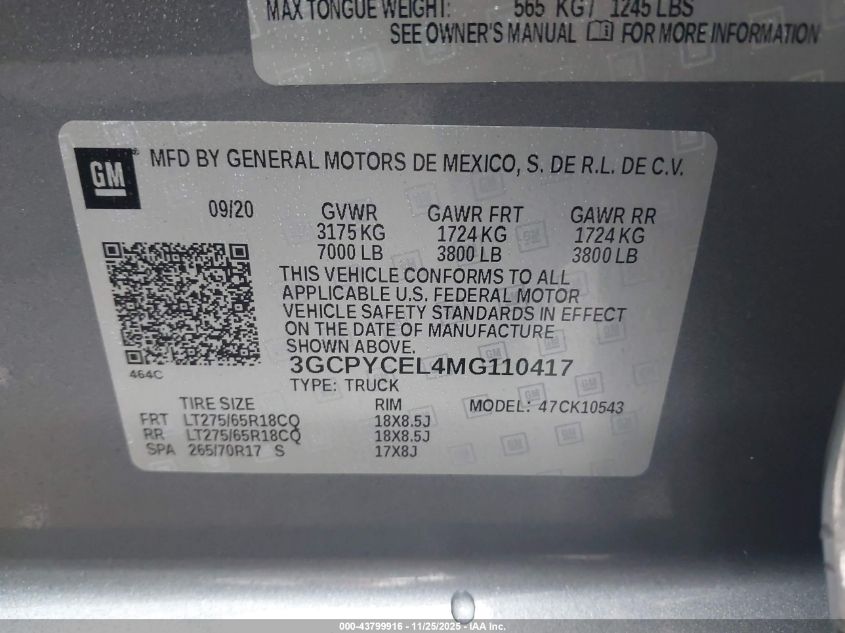 MAX TONGUE WEIGHT: 565 KG / 1245 LBS
SEE OWNER'S MANUAL FOR MORE INFORMATION
GM MFD BY GENERAL MOTORS DE MEXICO, S. DE R.L. DE C.V.
09/20 GVWR GAWR FRT GAWR RR
3175 KG 1724 KG 1724 KG
7000 LB 3800 LB 3800 LB
THIS VEHICLE CONFORMS TO ALL
APPLICABLE U.S. FEDERAL MOTOR
VEHICLE SAFETY STANDARDS IN EFFECT
ON THE DATE OF MANUFACTURE
SHOWN ABOVE.
464C
3GCPYCEL4MG110417
TYPE: TRUCK
TIRE SIZE RIM MODEL: 47CK10543
FRT LT275/65R18CQ 18X8.5J
RR LT275/65R18CQ 18X8.5J
SPA 265/70R17 S 17X8J
000-43799916 - 11/25/2025 - IAA Inc.